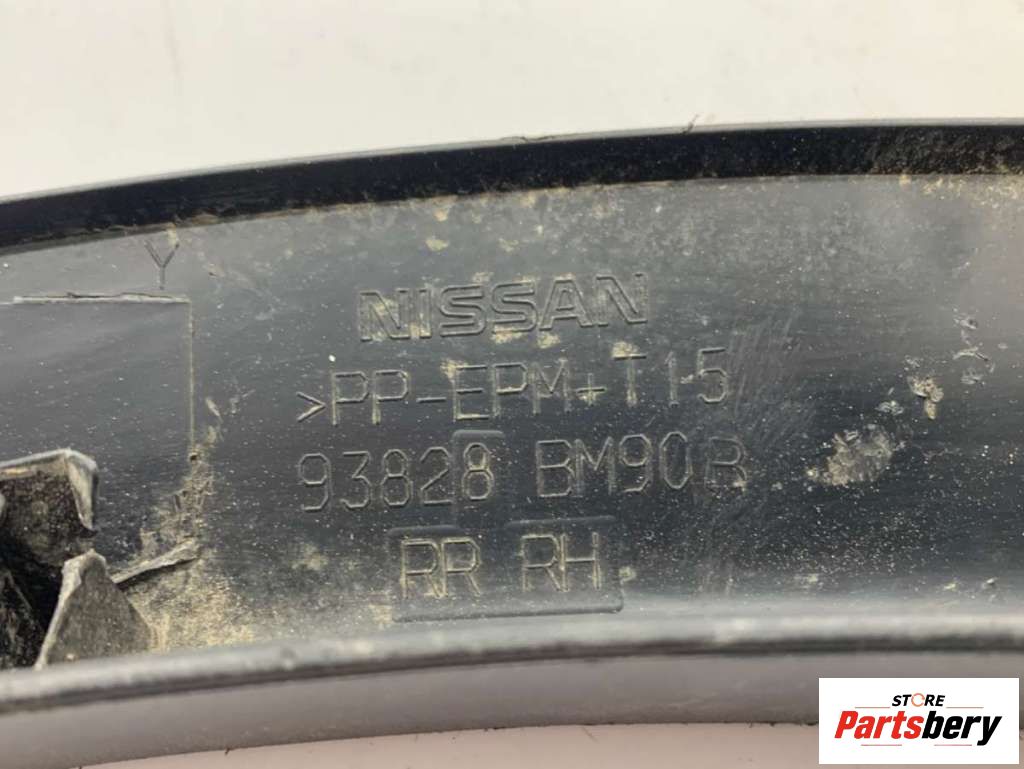 Y
NISSAN
>PP-EPM+T15
93828 BM90B
RR RH
STORE
Partsbery